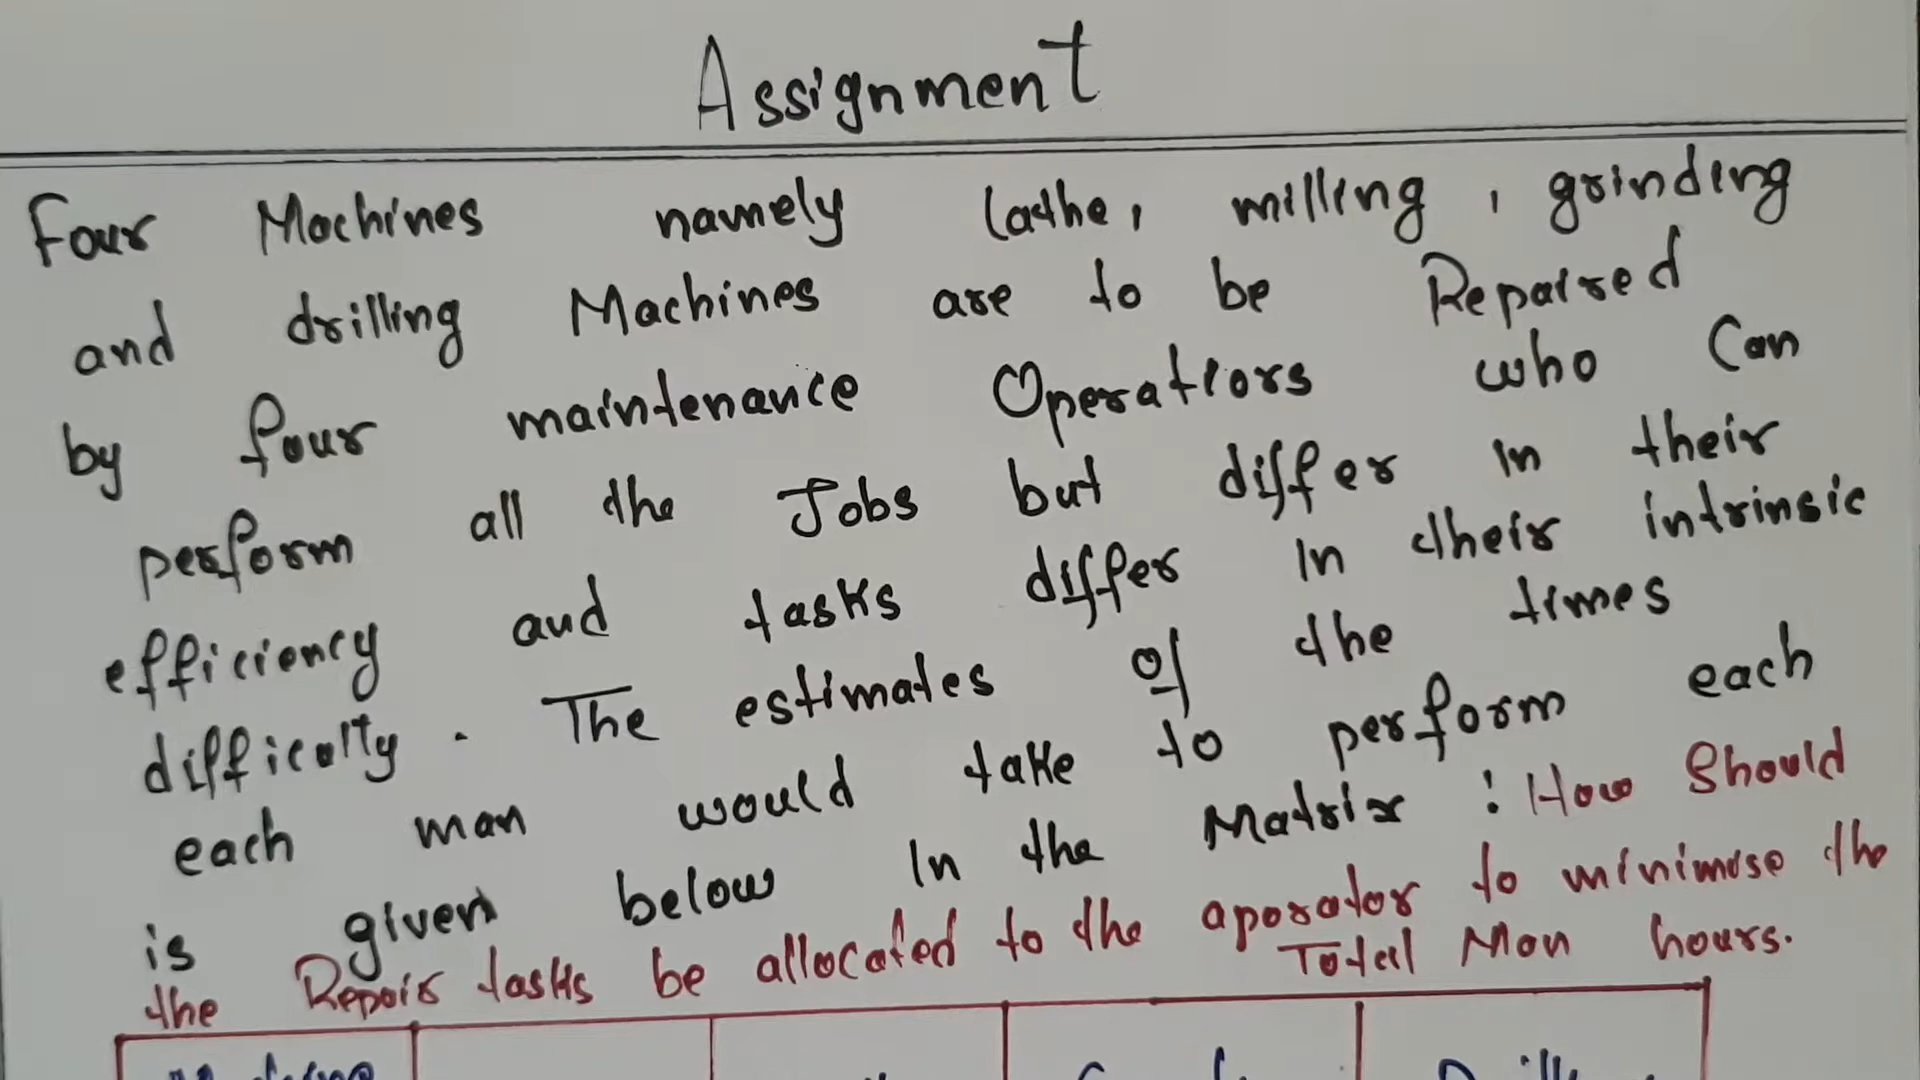 Assignment
Four Machines namely lathe, milling, grinding
and drilling Machines are to be Repaired
by four maintenance Operatiors who Can
perform all the Jobs but differ in their
efficiency and tasks differ in their intrinsic
difficulty. The estimates of the times
each man would take to perform each
is given below in the Matrix : How Should
the Repair tasks be allocated to the aporator to minimise the
Total Man hours.